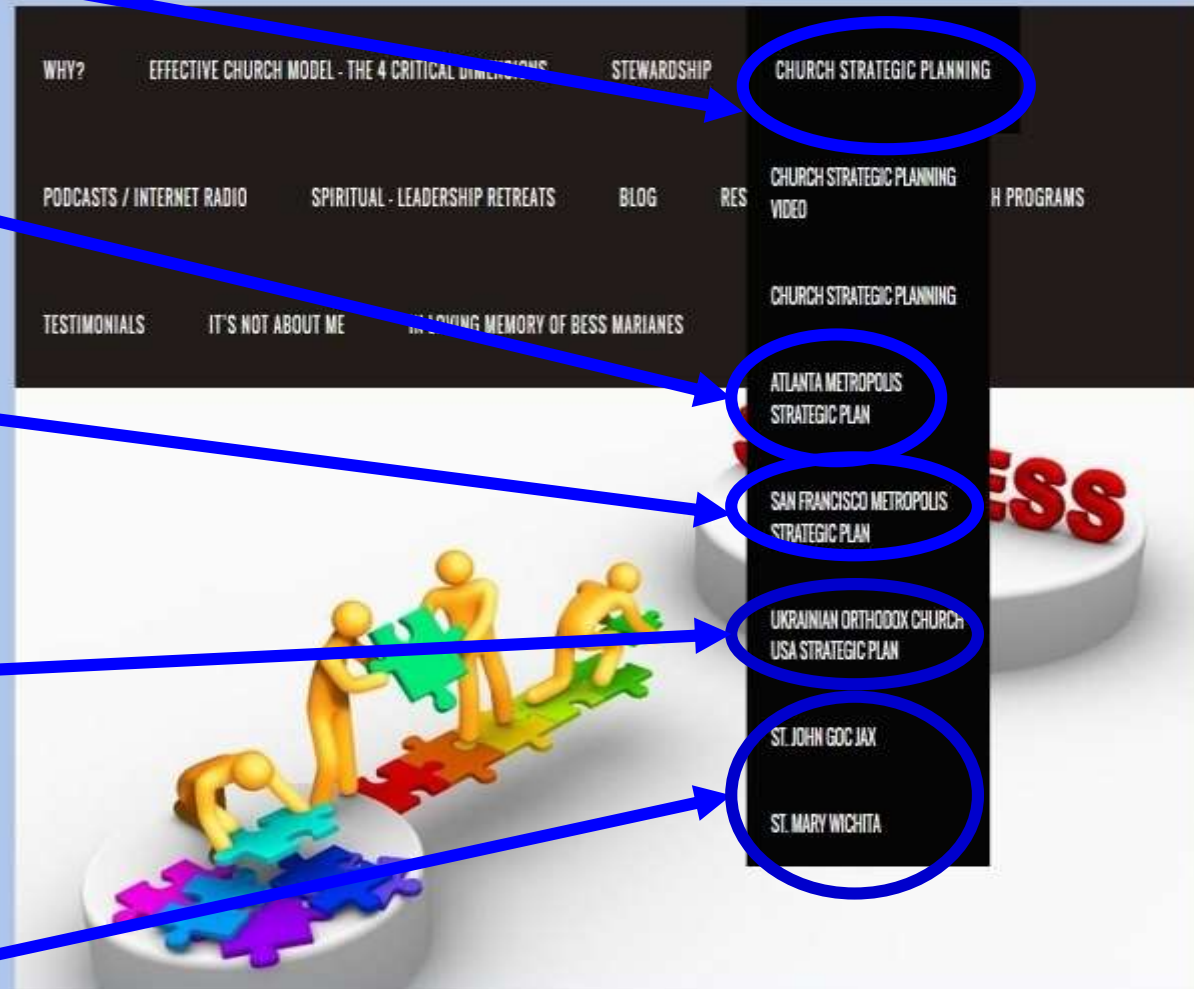 WHY? EFFECTIVE CHURCH MODEL - THE 4 CRITICAL DIMENSIONS STEWARDSHIP CHURCH STRATEGIC PLANNING
PODCASTS / INTERNET RADIO SPIRITUAL - LEADERSHIP RETREATS BLOG RES H PROGRAMS
TESTIMONIALS IT'S NOT ABOUT ME IN LOVING MEMORY OF BESS MARIANES
CHURCH STRATEGIC PLANNING
VIDEO
CHURCH STRATEGIC PLANNING
ATLANTA METROPOLIS
STRATEGIC PLAN
SAN FRANCISCO METROPOLIS
STRATEGIC PLAN
UKRAINIAN ORTHODOX CHURCH
USA STRATEGIC PLAN
ST. JOHN GOC JAX
ST. MARY WICHITA
ESS